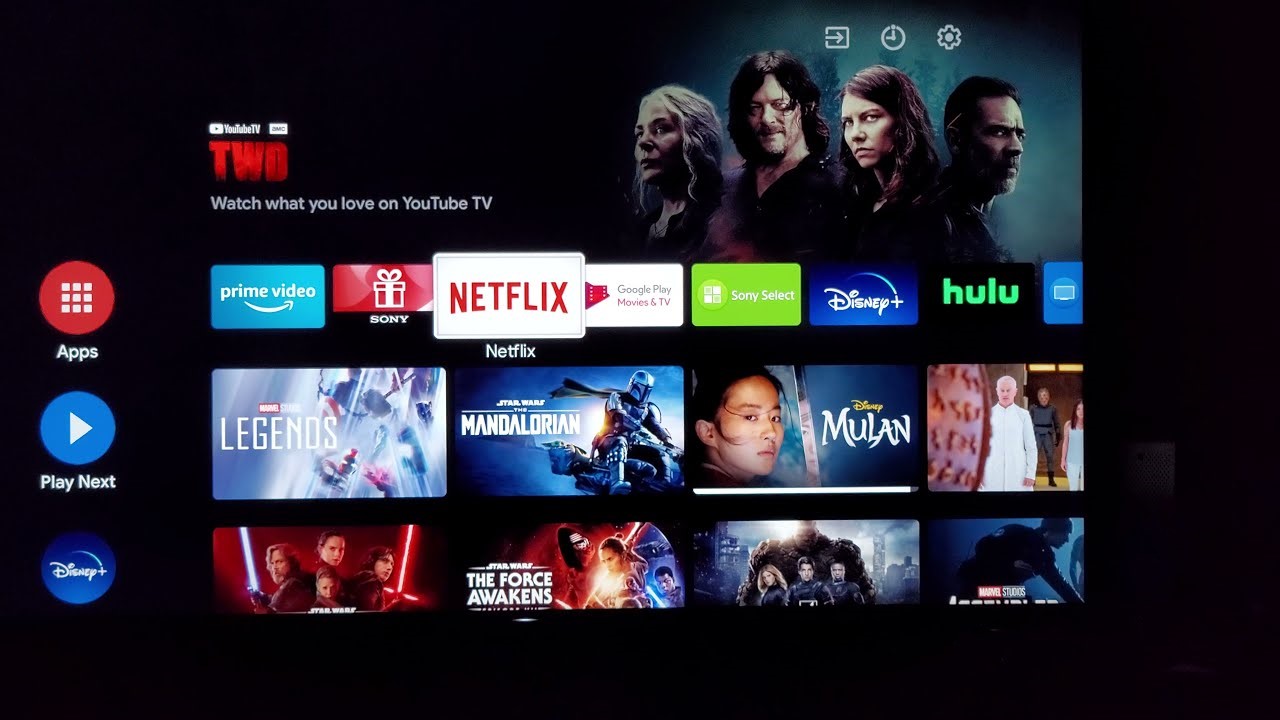 YouTubeTV aMC
TWD
Watch what you love on YouTube TV
prime video
SONY
NETFLIX
Google Play
Movies & TV
Sony Select
Disney+
hulu
Apps
Netflix
MARVEL STUDIOS
LEGENDS
STAR WARS
THE
MANDALORIAN
Disney
MULAN
Play Next
Disney+
STAR WARS
STAR WARS
THE FORCE
AWAKENS
MARVEL STUDIOS